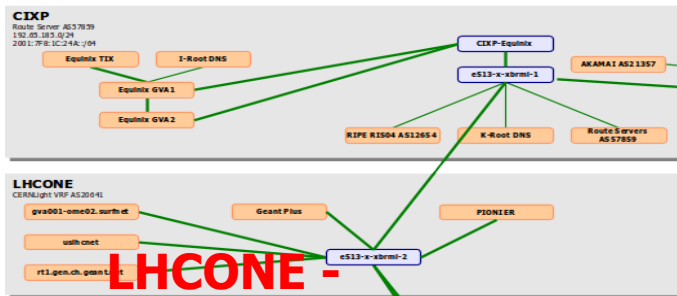 CIXP
Route Server AS57859
192.65.185.0/24
2001:7F8:1C:24A::/64
Equinix TIX
I-Root DNS
Equinix GVA1
Equinix GVA2
CIXP-Equinix
e513-x-xbrml-1
AKAMAI AS21357
RIPE RIS04 AS12654
K-Root DNS
Route Servers
AS57859
LHCONE
CERNLight VRF AS20641
gva001-ome02.surfnet
Geant Plus
PIONIER
uslhcnet
e513-x-xbrml-2
rt1.gen.ch.geant.net
LHCONE -